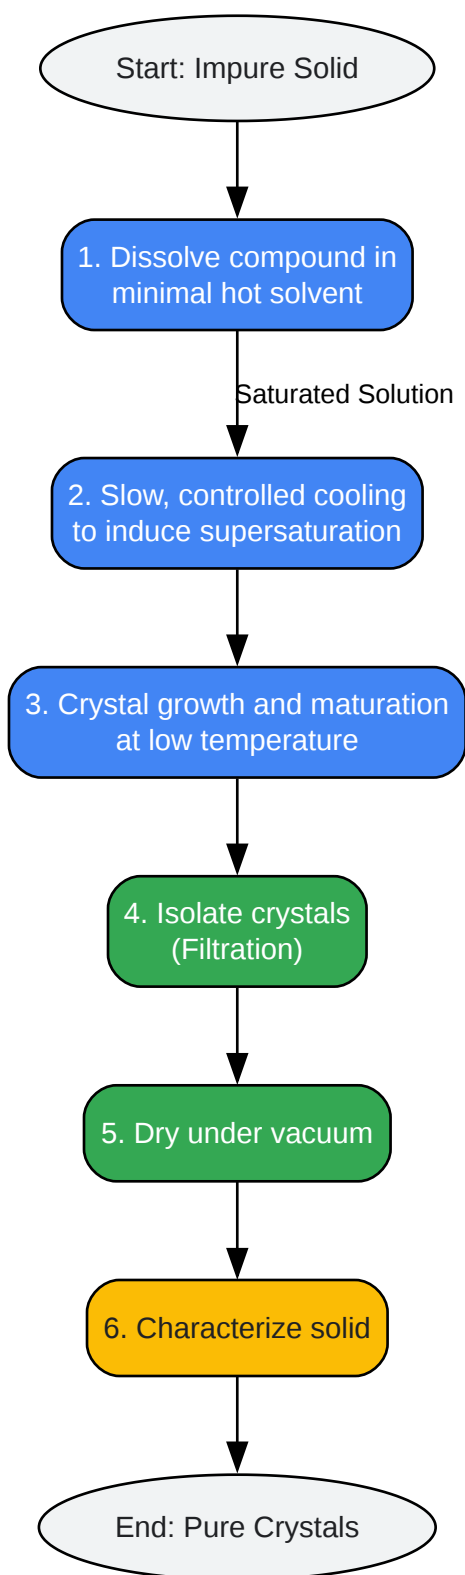 Start: Impure Solid
1. Dissolve compound in
minimal hot solvent
Saturated Solution
2. Slow, controlled cooling
to induce supersaturation
3. Crystal growth and maturation
at low temperature
4. Isolate crystals
(Filtration)
5. Dry under vacuum
6. Characterize solid
End: Pure Crystals